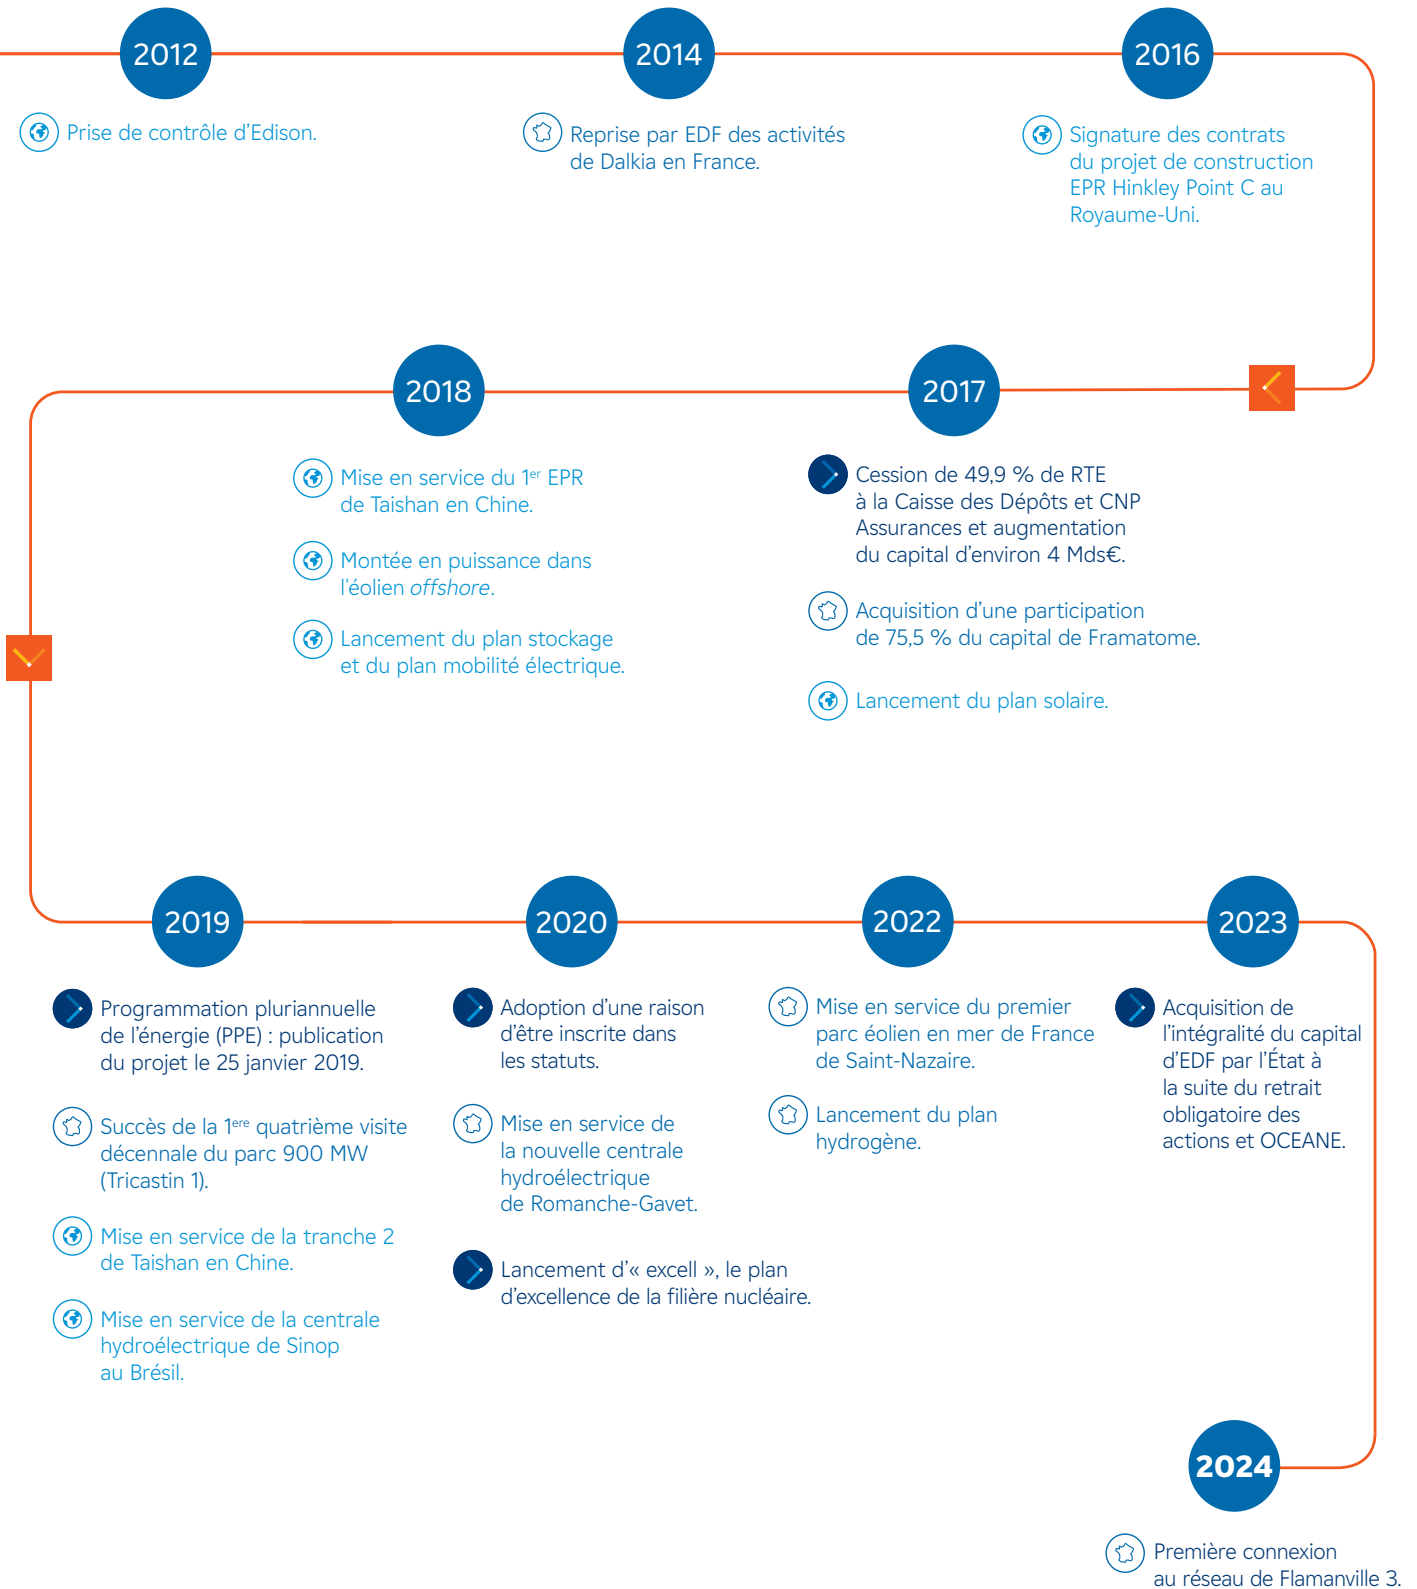 2012
Prise de contrôle d’Edison.
2014
Reprise par EDF des activités
de Dalkia en France.
2016
Signature des contrats
du projet de construction
EPR Hinkley Point C au
Royaume-Uni.
2017
Cession de 49,9 % de RTE
à la Caisse des Dépôts et CNP
Assurances et augmentation
du capital d’environ 4 Mds€.
Acquisition d’une participation
de 75,5 % du capital de Framatome.
Lancement du plan solaire.
2018
Mise en service du 1er EPR
de Taishan en Chine.
Montée en puissance dans
l'éolien offshore.
Lancement du plan stockage
et du plan mobilité électrique.
2019
Programmation pluriannuelle
de l’énergie (PPE) : publication
du projet le 25 janvier 2019.
Succès de la 1ere quatrième visite
décennale du parc 900 MW
(Tricastin 1).
Mise en service de la tranche 2
de Taishan en Chine.
Mise en service de la centrale
hydroélectrique de Sinop
au Brésil.
2020
Adoption d’une raison
d’être inscrite dans
les statuts.
Mise en service de
la nouvelle centrale
hydroélectrique
de Romanche-Gavet.
Lancement d’« excell », le plan
d’excellence de la filière nucléaire.
2022
Mise en service du premier
parc éolien en mer de France
de Saint-Nazaire.
Lancement du plan
hydrogène.
2023
Acquisition de
l’intégralité du capital
d’EDF par l’État à
la suite du retrait
obligatoire des
actions et OCEANE.
2024
Première connexion
au réseau de Flamanville 3.